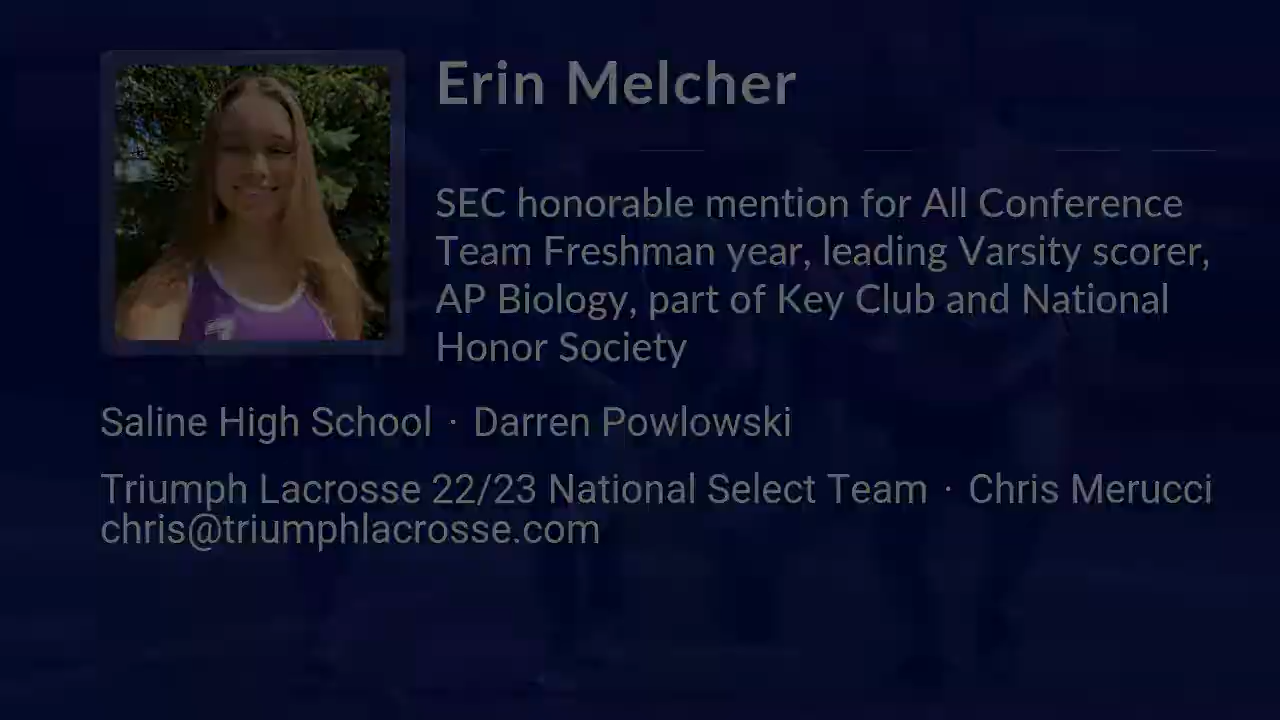 Erin Melcher
SEC honorable mention for All Conference
Team Freshman year, leading Varsity scorer,
AP Biology, part of Key Club and National
Honor Society
Saline High School · Darren Powlowski
Triumph Lacrosse 22/23 National Select Team · Chris Merucci
chris@triumphlacrosse.com